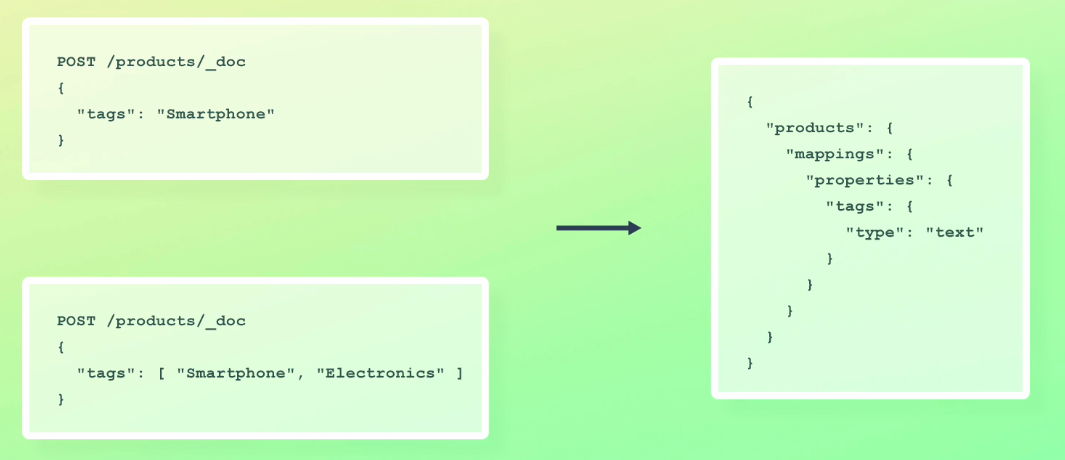 POST /products/_doc
{
  "tags": "Smartphone"
}
POST /products/_doc
{
  "tags": [ "Smartphone", "Electronics" ]
}
{
  "products": {
    "mappings": {
      "properties": {
        "tags": {
          "type": "text"
        }
      }
    }
  }
}